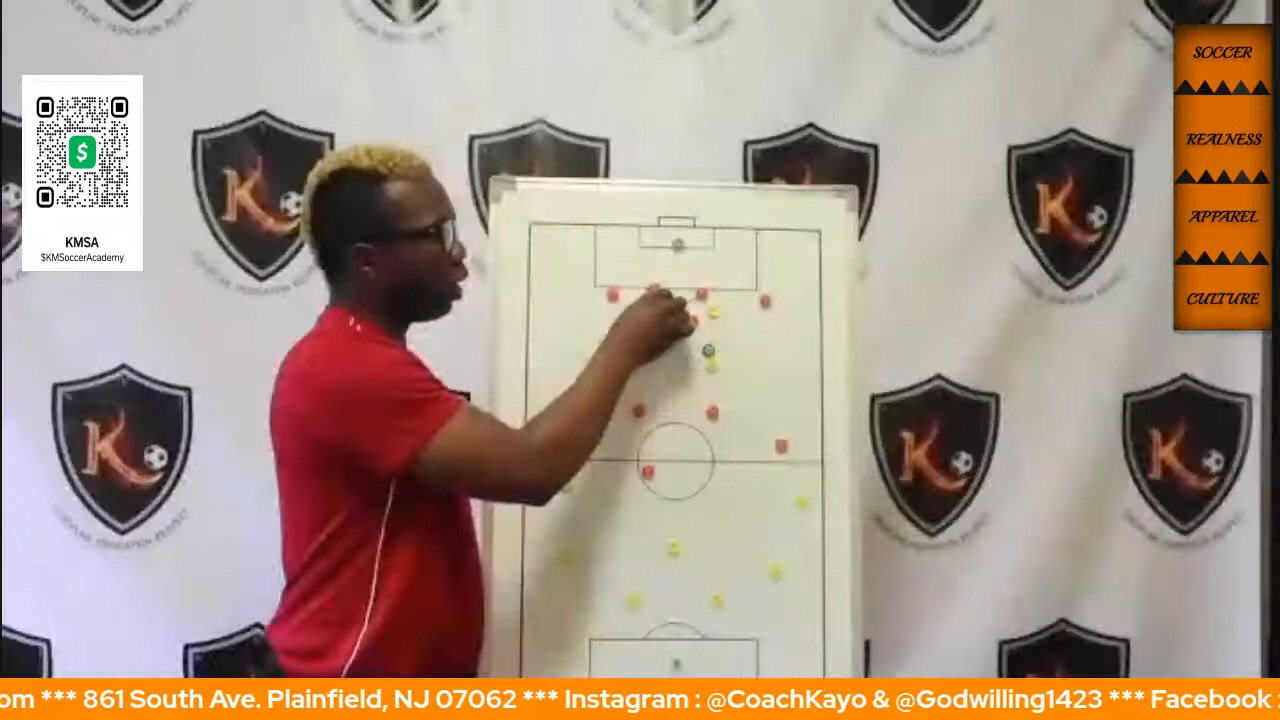 SOCCER
REALNESS
APPAREL
CULTURE
$
KMSA
$KMSoccerAcademy
K
K
K
K
K
K
om *** 861 South Ave. Plainfield, NJ 07062 *** Instagram : @CoachKayo & @Godwilling1423 *** Facebook :